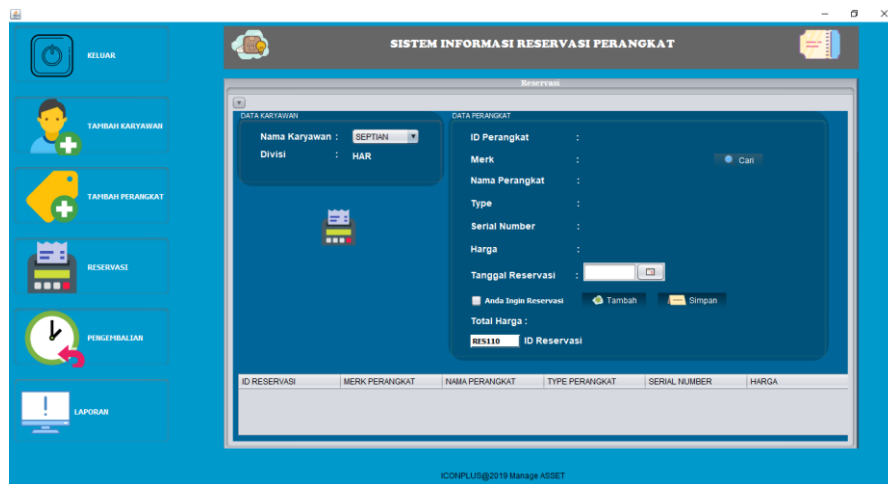 SISTEM INFORMASI RESERVASI PERANGKAT
KELUAR
TAMBAH KARYAWAN
TAMBAH PERANGKAT
RESERVASI
PENGEMBALIAN
LAPORAN
Reservasi
DATA KARYAWAN
Nama Karyawan : SEPTIAN
Divisi : HAR
DATA PERANGKAT
ID Perangkat :
Merk :
Cari
Nama Perangkat :
Type :
Serial Number :
Harga :
Tanggal Reservasi :
Anda Ingin Reservasi
Tambah
Simpan
Total Harga :
RES110 ID Reservasi
ID RESERVASI MERK PERANGKAT NAMA PERANGKAT TYPE PERANGKAT SERIAL NUMBER HARGA
ICONPLUS@2019 Manage ASSET